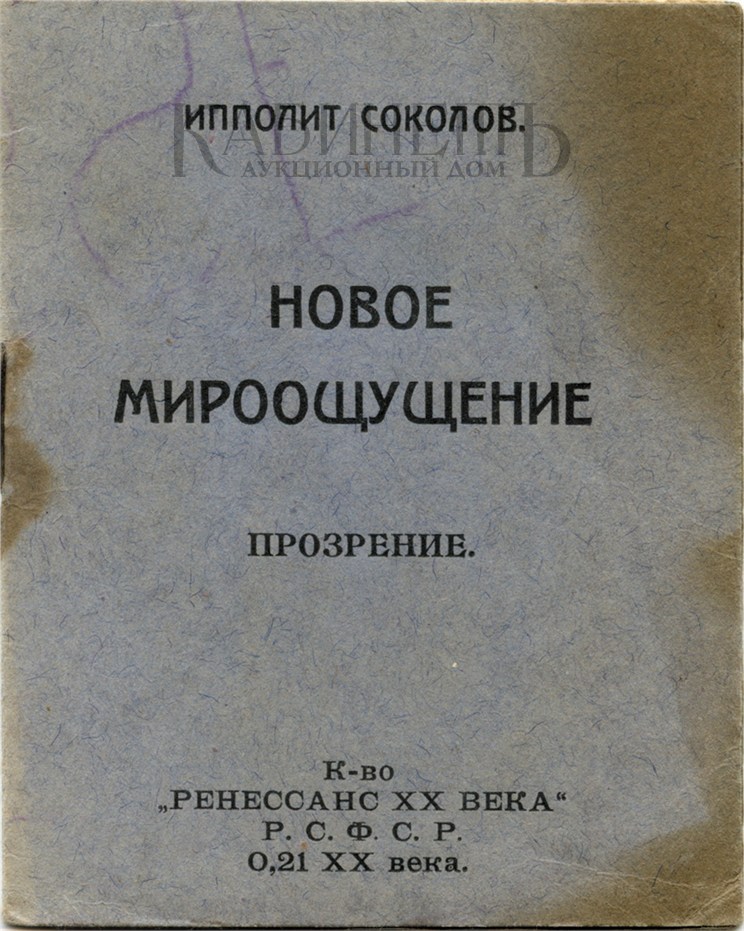 ИППОЛИТ СОКОЛОВ.
КАБИНЕТЪ
АУКЦИОННЫЙ ДОМ
НОВОЕ
МИРООЩУЩЕНИЕ
ПРОЗРЕНИЕ.
К-во
„РЕНЕССАНС XX ВЕКА“
Р. С. Ф. С. Р.
0,21 XX века.